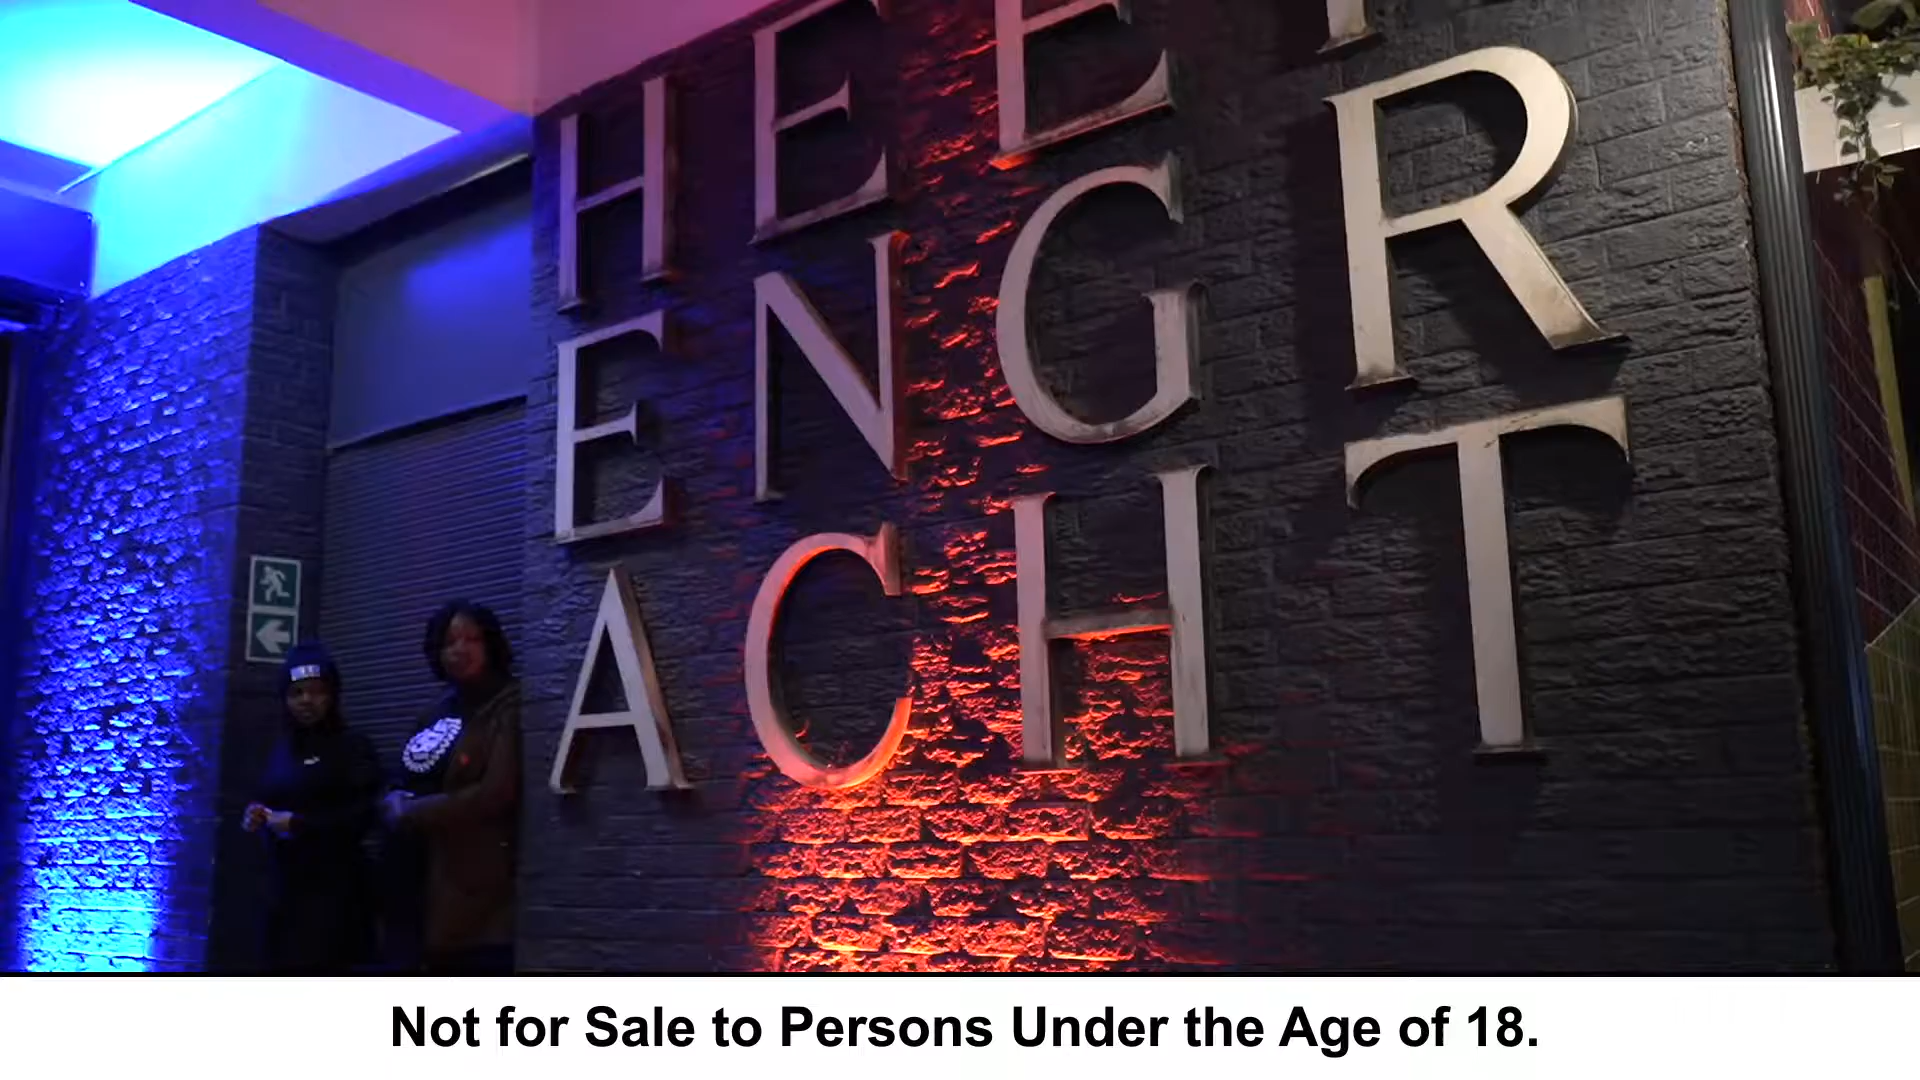 HEE
ENGR
ACHT
Not for Sale to Persons Under the Age of 18.